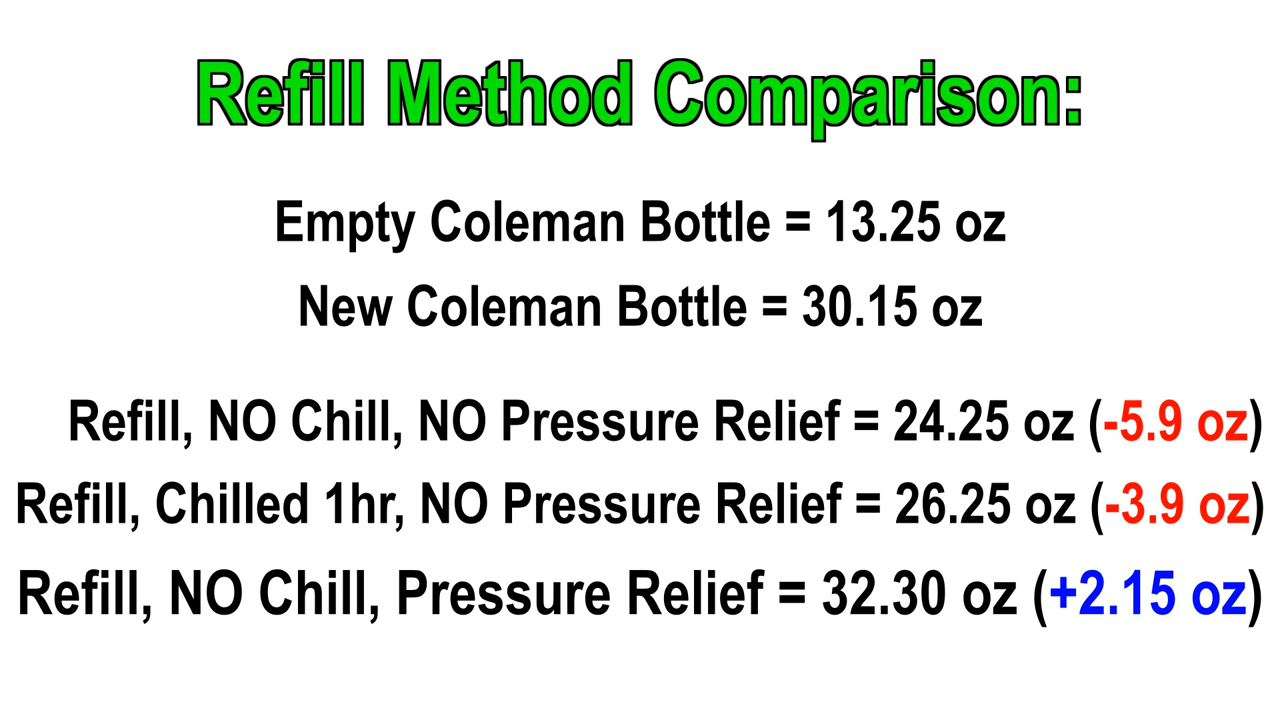 Refill Method Comparison:
Empty Coleman Bottle = 13.25 oz
New Coleman Bottle = 30.15 oz
Refill, NO Chill, NO Pressure Relief = 24.25 oz (-5.9 oz)
Refill, Chilled 1hr, NO Pressure Relief = 26.25 oz (-3.9 oz)
Refill, NO Chill, Pressure Relief = 32.30 oz (+2.15 oz)